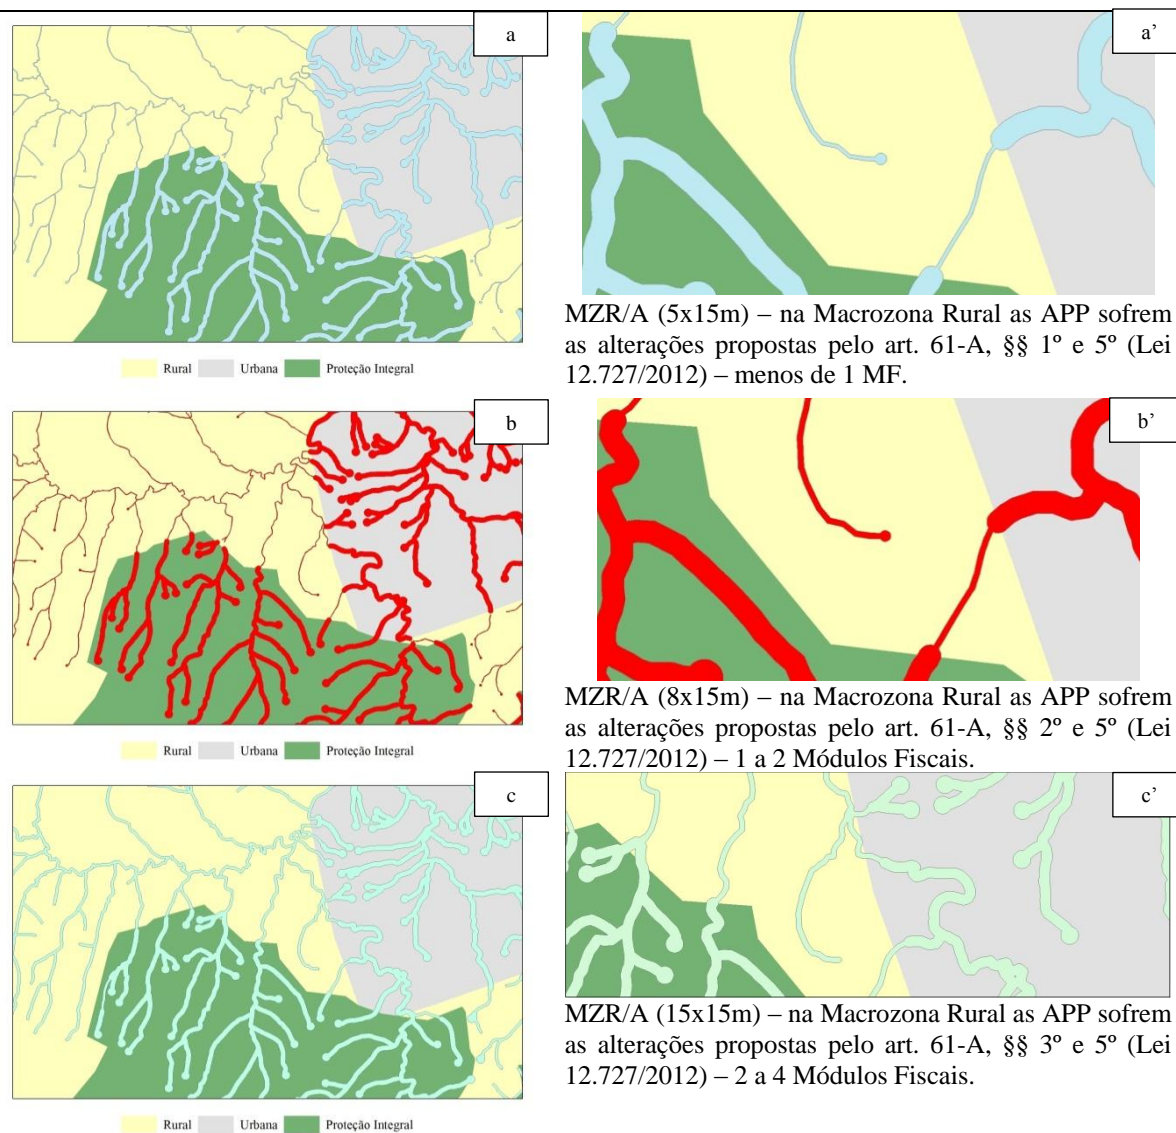 a
a’
Rural Urbana Proteção Integral
MZR/A (5x15m) – na Macrozona Rural as APP sofrem
as alterações propostas pelo art. 61-A, §§ 1º e 5º (Lei
12.727/2012) – menos de 1 MF.
b
b’
Rural Urbana Proteção Integral
MZR/A (8x15m) – na Macrozona Rural as APP sofrem
as alterações propostas pelo art. 61-A, §§ 2º e 5º (Lei
12.727/2012) – 1 a 2 Módulos Fiscais.
c
c’
Rural Urbana Proteção Integral
MZR/A (15x15m) – na Macrozona Rural as APP sofrem
as alterações propostas pelo art. 61-A, §§ 3º e 5º (Lei
12.727/2012) – 2 a 4 Módulos Fiscais.